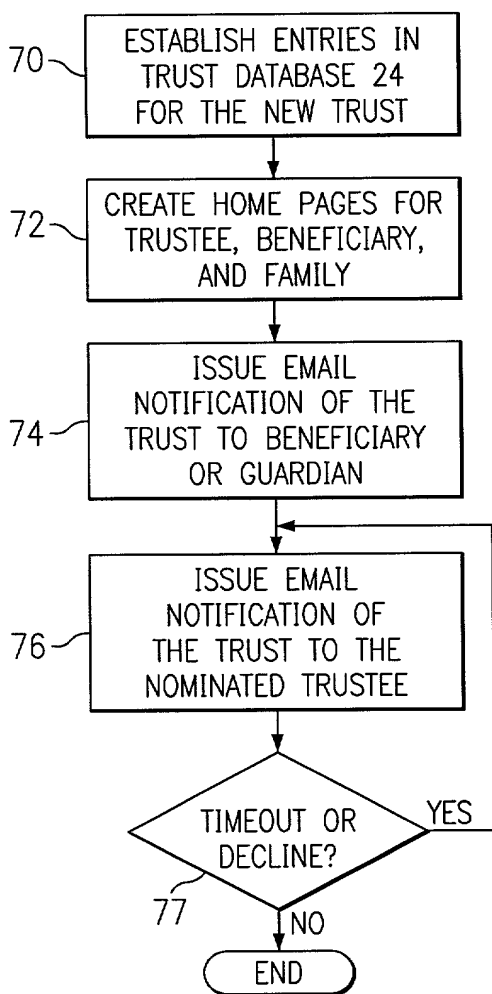 70
ESTABLISH ENTRIES IN
TRUST DATABASE 24
FOR THE NEW TRUST
72
CREATE HOME PAGES FOR
TRUSTEE, BENEFICIARY,
AND FAMILY
74
ISSUE EMAIL
NOTIFICATION OF THE
TRUST TO BENEFICIARY
OR GUARDIAN
76
ISSUE EMAIL
NOTIFICATION OF
THE TRUST TO THE
NOMINATED TRUSTEE
TIMEOUT OR
DECLINE?
YES
77
NO
END